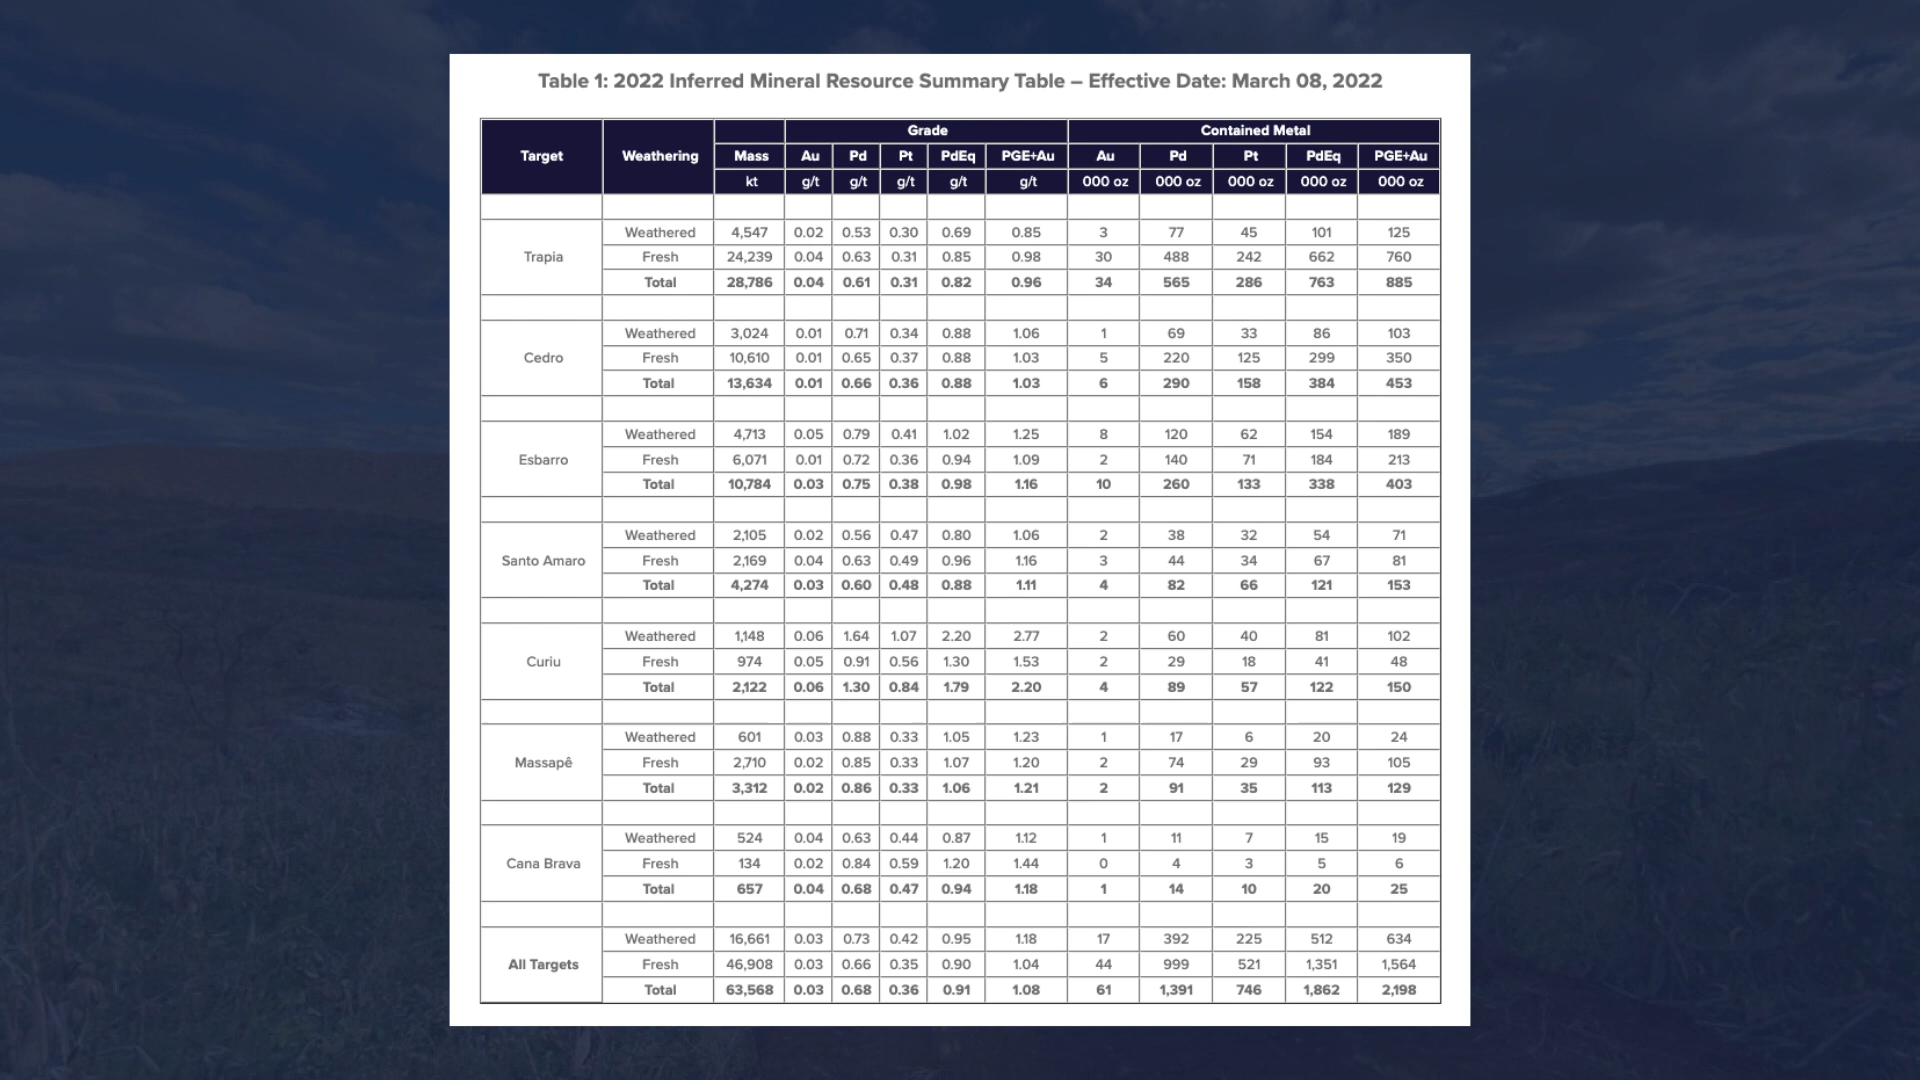 Table 1: 2022 Inferred Mineral Resource Summary Table – Effective Date: March 08, 2022
Grade Contained Metal
Target Weathering Mass Au Pd Pt PdEq PGE+Au Au Pd Pt PdEq PGE+Au
kt g/t g/t g/t g/t g/t 000 oz 000 oz 000 oz 000 oz 000 oz
Weathered 4,547 0.02 0.53 0.30 0.69 0.85 3 77 45 101 125
Trapia Fresh 24,239 0.04 0.63 0.31 0.85 0.98 30 488 242 662 760
Total 28,786 0.04 0.61 0.31 0.82 0.96 34 565 286 763 885
Weathered 3,024 0.01 0.71 0.34 0.88 1.06 1 69 33 86 103
Cedro Fresh 10,610 0.01 0.65 0.37 0.88 1.03 5 220 125 299 350
Total 13,634 0.01 0.66 0.36 0.88 1.03 6 290 158 384 453
Weathered 4,713 0.05 0.79 0.41 1.02 1.25 8 120 62 154 189
Esbarro Fresh 6,071 0.01 0.72 0.36 0.94 1.09 2 140 71 184 213
Total 10,784 0.03 0.75 0.38 0.98 1.16 10 260 133 338 403
Weathered 2,105 0.02 0.56 0.47 0.80 1.06 2 38 32 54 71
Santo Amaro Fresh 2,169 0.04 0.63 0.49 0.96 1.16 3 44 34 67 81
Total 4,274 0.03 0.60 0.48 0.88 1.11 4 82 66 121 153
Weathered 1,148 0.06 1.64 1.07 2.20 2.77 2 60 40 81 102
Curiu Fresh 974 0.05 0.91 0.56 1.30 1.53 2 29 18 41 48
Total 2,122 0.06 1.30 0.84 1.79 2.20 4 89 57 122 150
Weathered 601 0.03 0.88 0.33 1.05 1.23 1 17 6 20 24
Massapê Fresh 2,710 0.02 0.85 0.33 1.07 1.20 2 74 29 93 105
Total 3,312 0.02 0.86 0.33 1.06 1.21 2 91 35 113 129
Weathered 524 0.04 0.63 0.44 0.87 1.12 1 11 7 15 19
Cana Brava Fresh 134 0.02 0.84 0.59 1.20 1.44 0 4 3 5 6
Total 657 0.04 0.68 0.47 0.94 1.18 1 14 10 20 25
Weathered 16,661 0.03 0.73 0.42 0.95 1.18 17 392 225 512 634
All Targets Fresh 46,908 0.03 0.66 0.35 0.90 1.04 44 999 521 1,351 1,564
Total 63,568 0.03 0.68 0.36 0.91 1.08 61 1,391 746 1,862 2,198